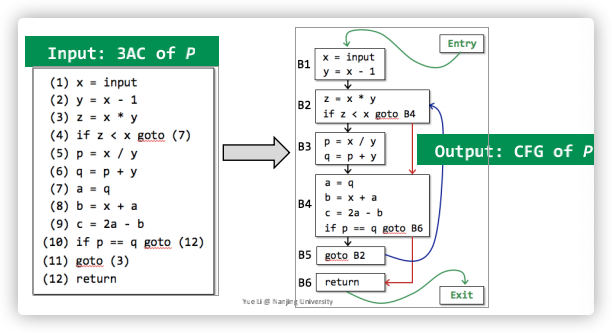 Input: 3AC of P
(1) x = input
(2) y = x - 1
(3) z = x * y
(4) if z < x goto (7)
(5) p = x / y
(6) q = p + y
(7) a = q
(8) b = x + a
(9) c = 2a - b
(10) if p == q goto (12)
(11) goto (3)
(12) return
Entry
B1
x = input
y = x - 1
B2
z = x * y
if z < x goto B4
B3
p = x / y
q = p + y
Output: CFG of P
B4
a = q
b = x + a
c = 2a - b
if p == q goto B6
B5
goto B2
B6
return
Exit
Yue Li @ Nanjing University